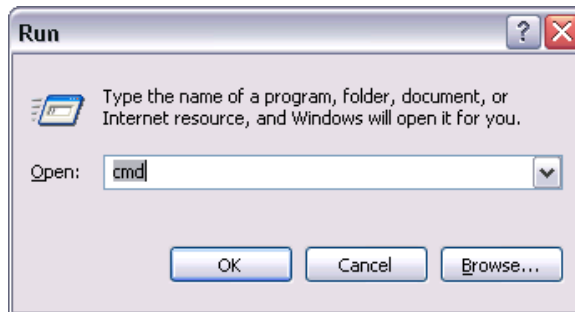 Run
Type the name of a program, folder, document, or
Internet resource, and Windows will open it for you.
Open: cmd
OK Cancel Browse...